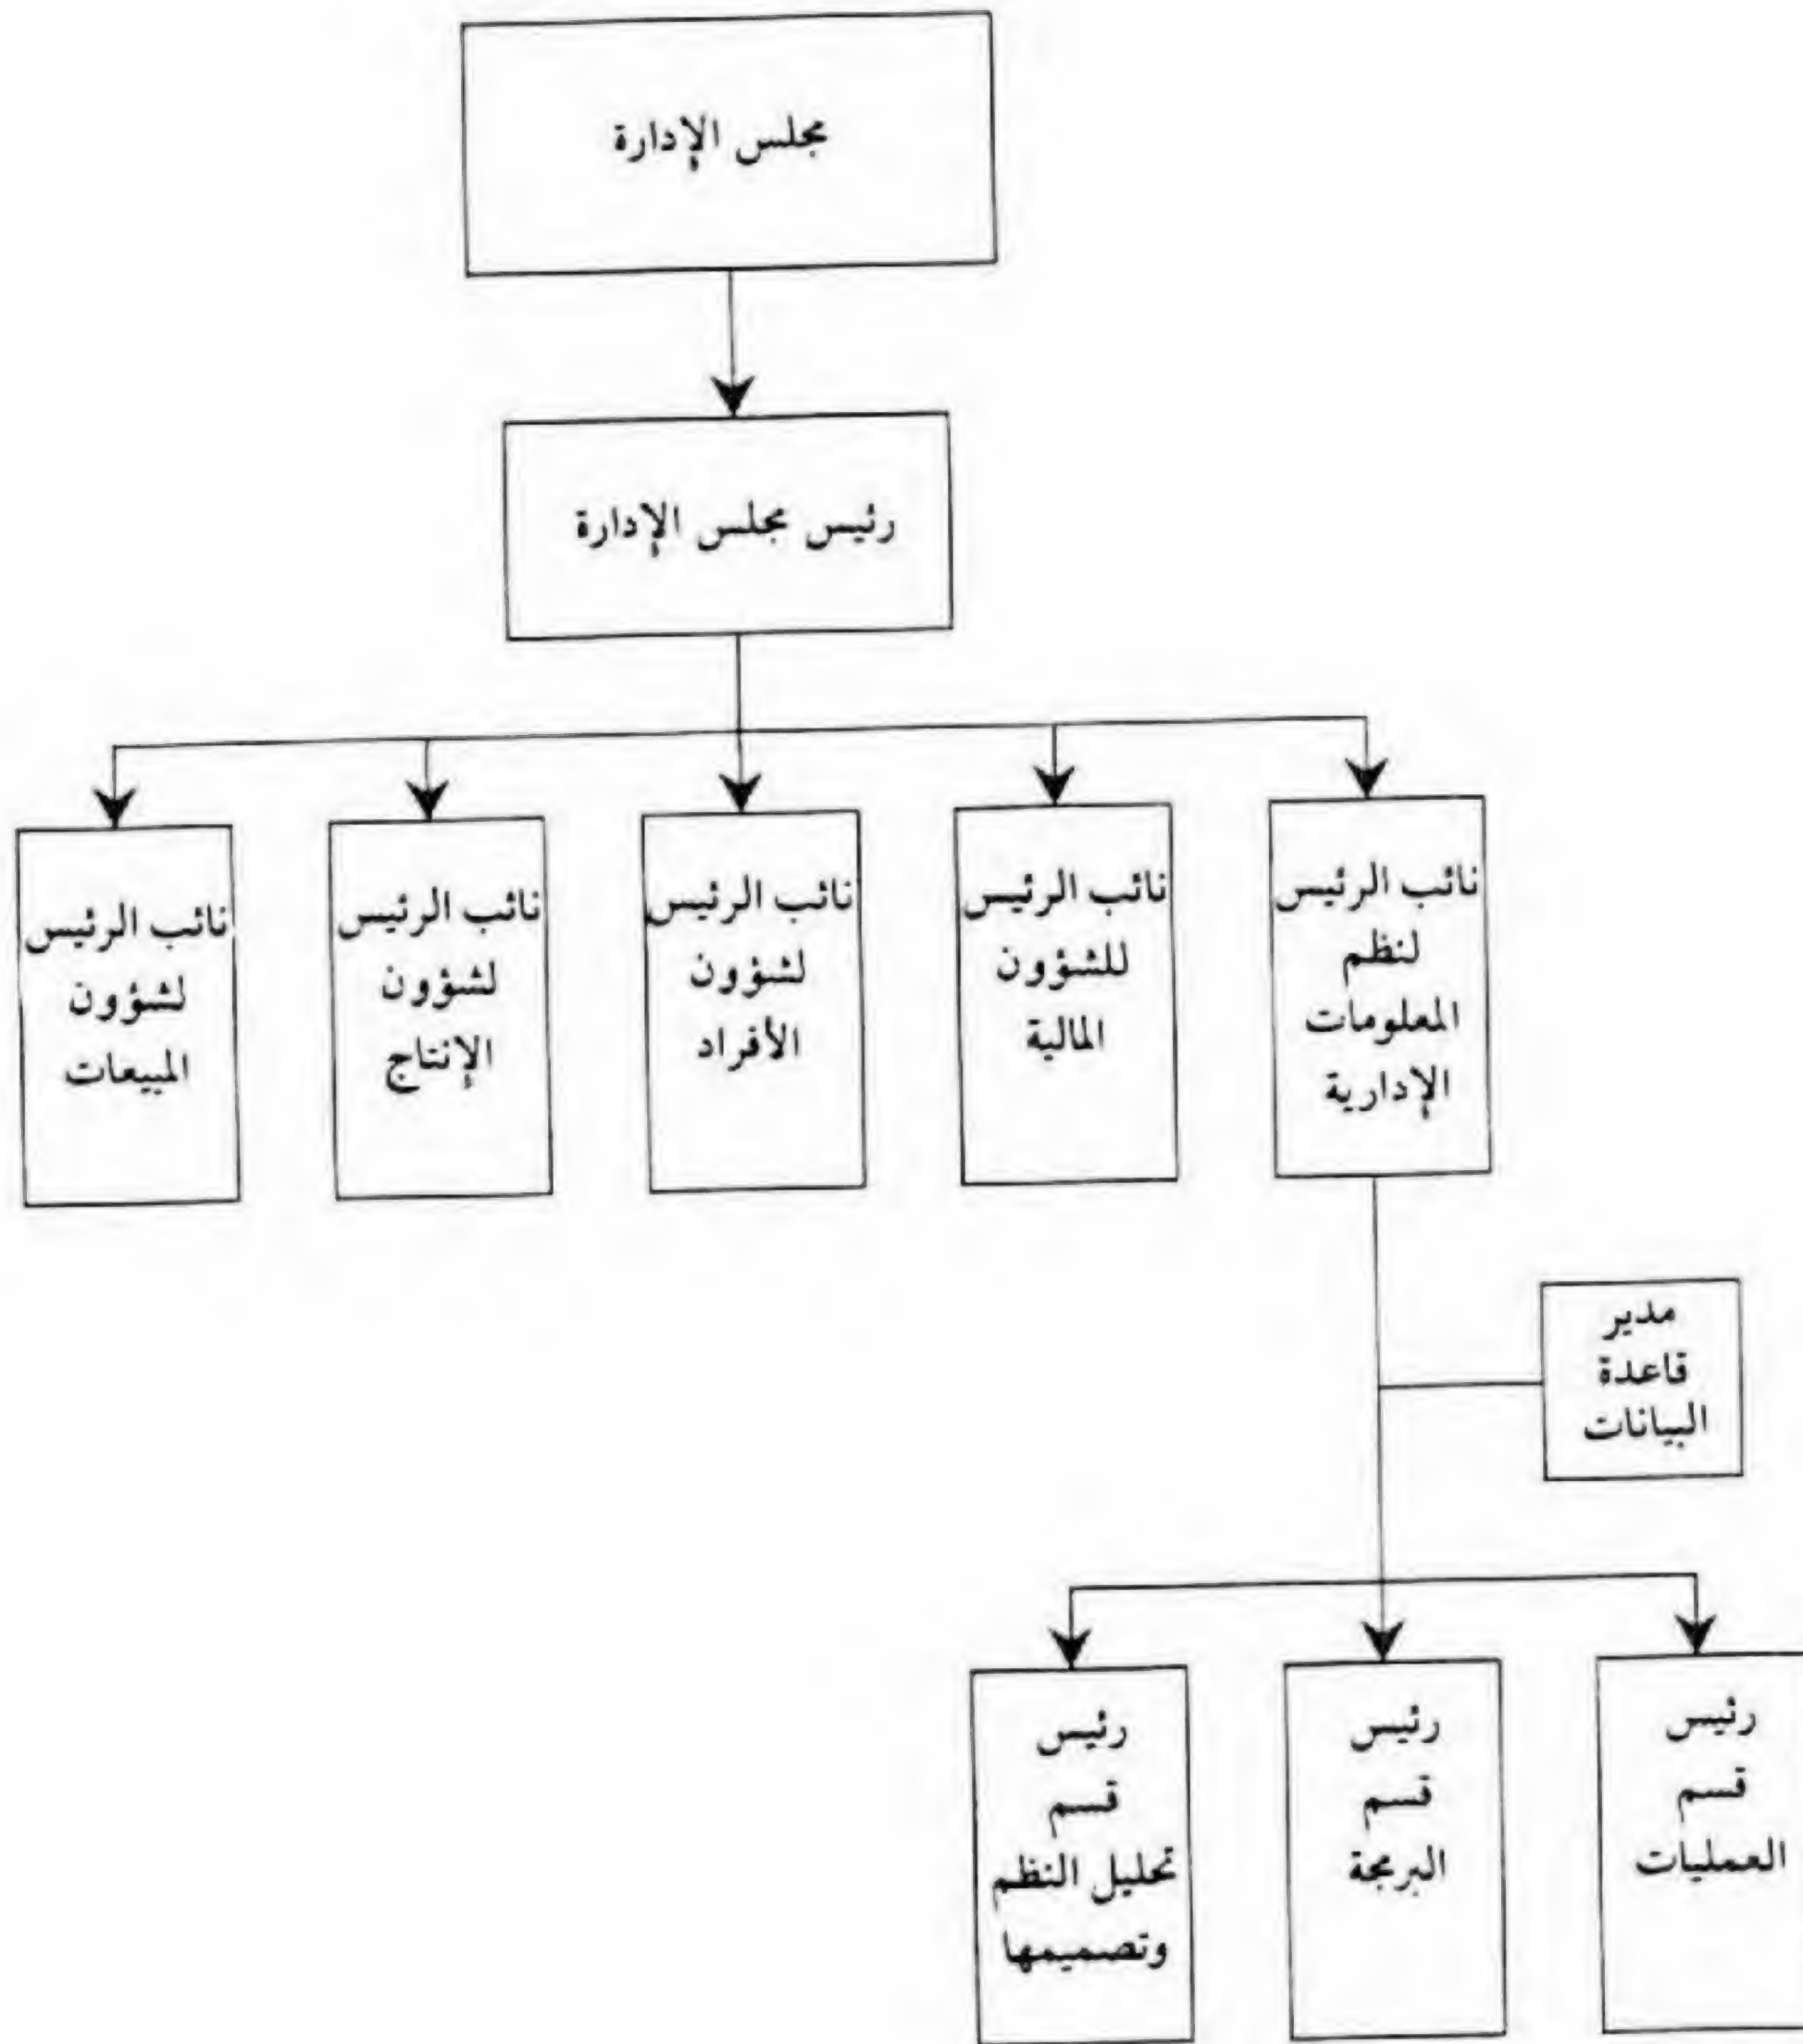 مجلس الإدارة
رئيس مجلس الإدارة
نائب الرئيس
لنظم
المعلومات
الإدارية
نائب الرئيس
للشؤون
المالية
نائب الرئيس
لشؤون
الأفراد
نائب الرئيس
لشؤون
الإنتاج
نائب الرئيس
لشؤون
المبيعات
مدير
قاعدة
البيانات
رئيس
قسم
العمليات
رئيس
قسم
البرمجة
رئيس
قسم
تحليل النظم
وتصميمها